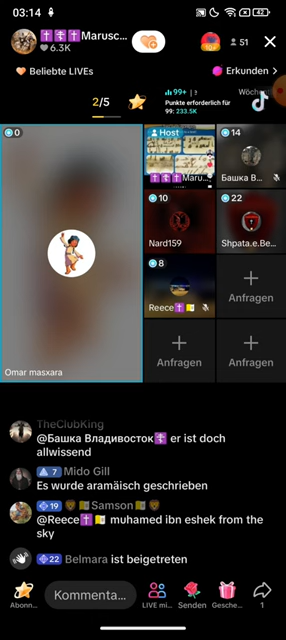 03:14
42
✝️☦️✝️Marusc...
6.3K
51
Beliebte LIVEs
Erkunden >
2/5
99+
Punkte erforderlich für
99: 233.5K
Wöchen
0
Host
14
✝️☦️✝️Maru...
Башка В...
10
22
Nard159
Shpata.e.Be...
8
Reece✝️🇻🇦
Anfragen
Anfragen
Anfragen
Omar masxara
TheClubKing
@Башка Владивосток☦️ er ist doch
allwissend
7 Mido Gill
Es wurde aramäisch geschrieben
19 🦁🇻🇦Samson🇻🇦🦁
@Reece✝️🇻🇦 muhamed ibn eshek from the
sky
22 Belmara ist beigetreten
Kommenta...
Abonn...
LIVE mi...
Senden
Gesche...
1